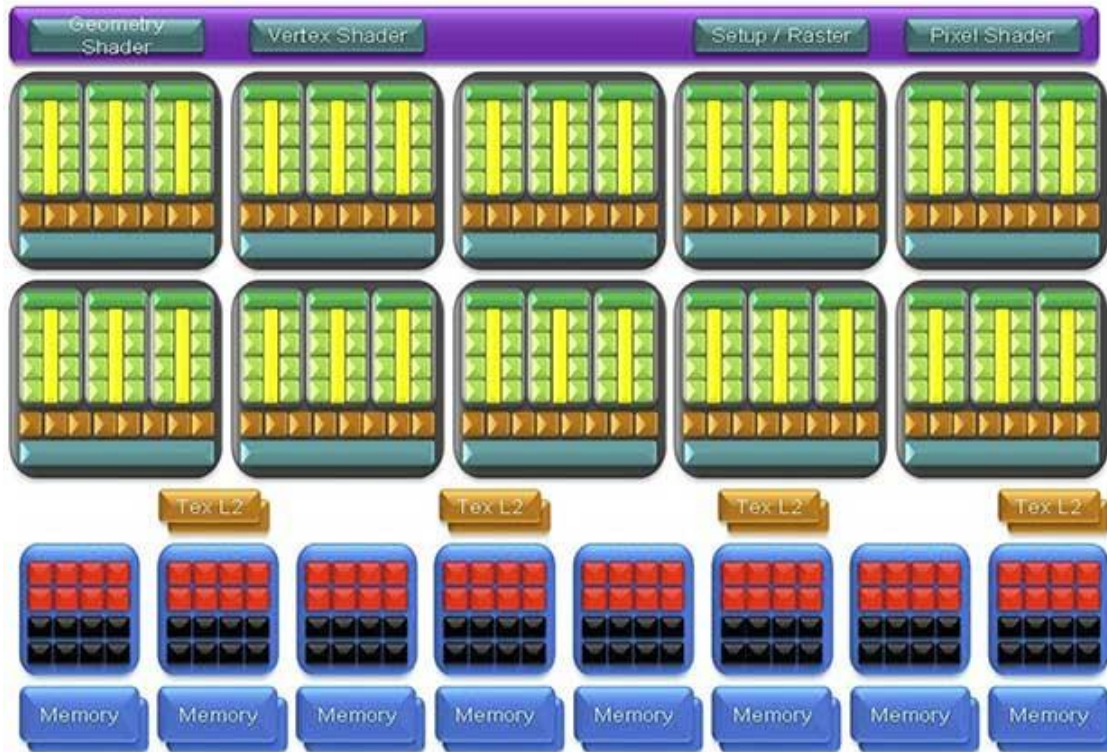 Geometry
Shader
Vertex Shader
Setup / Raster
Pixel Shader
Tex L2
Tex L2
Tex L2
Tex L2
Memory
Memory
Memory
Memory
Memory
Memory
Memory
Memory